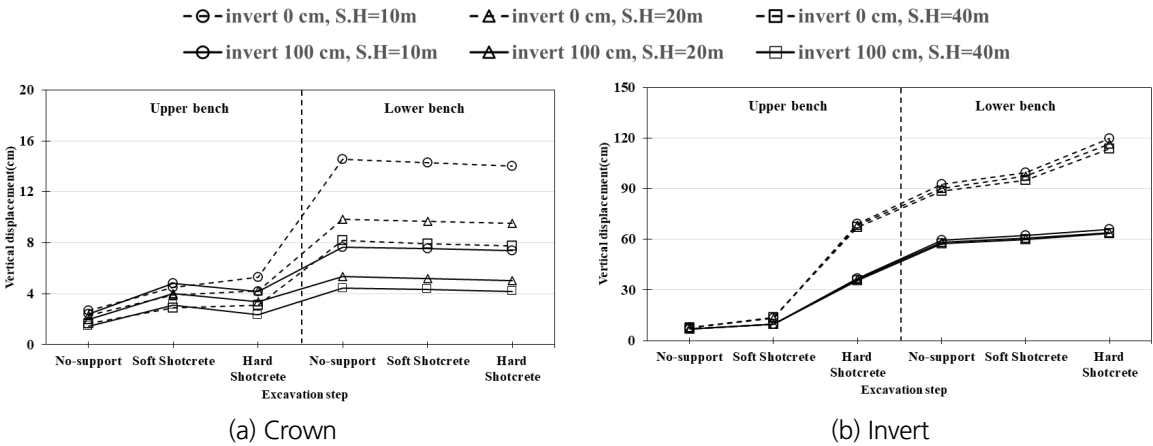 invert 0 cm, S.H=10m invert 0 cm, S.H=20m invert 0 cm, S.H=40m
invert 100 cm, S.H=10m invert 100 cm, S.H=20m invert 100 cm, S.H=40m
20
16
12
8
4
0
Vertical displacement(cm)
Upper bench Lower bench
No-support Soft Shotcrete Hard Shotcrete No-support Soft Shotcrete Hard Shotcrete
Excavation step
(a) Crown
150
120
90
60
30
0
Vertical displacement(cm)
Upper bench Lower bench
No-support Soft Shotcrete Hard Shotcrete No-support Soft Shotcrete Hard Shotcrete
Excavation step
(b) Invert